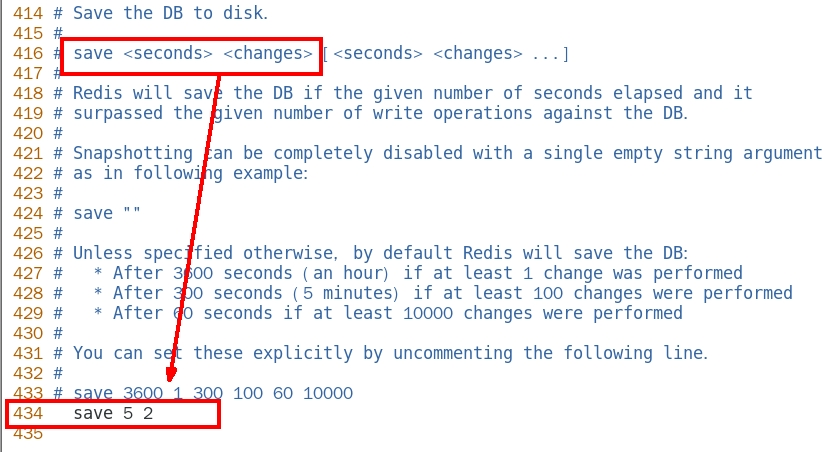 414 # Save the DB to disk.
415 #
416 # save <seconds> <changes> [<seconds> <changes> ...]
417 #
418 # Redis will save the DB if the given number of seconds elapsed and it
419 # surpassed the given number of write operations against the DB.
420 #
421 # Snapshotting can be completely disabled with a single empty string argument
422 # as in following example:
423 #
424 # save ""
425 #
426 # Unless specified otherwise, by default Redis will save the DB:
427 #   * After 3600 seconds (an hour) if at least 1 change was performed
428 #   * After 300 seconds (5 minutes) if at least 100 changes were performed
429 #   * After 60 seconds if at least 10000 changes were performed
430 #
431 # You can set these explicitly by uncommenting the following line.
432 #
433 # save 3600 1 300 100 60 10000
434   save 5 2
435